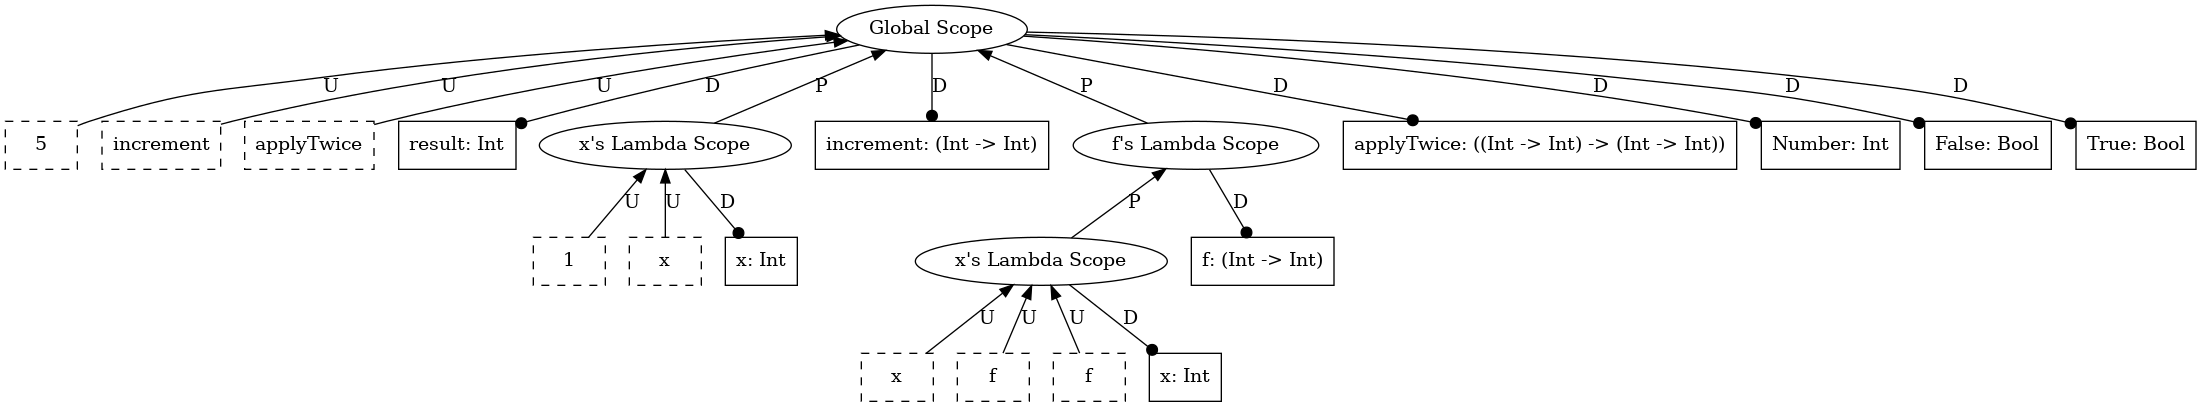 Global Scope
U
U
U
D
P
D
P
D
D
D
D
5
increment
applyTwice
result: Int
x's Lambda Scope
increment: (Int -> Int)
f's Lambda Scope
applyTwice: ((Int -> Int) -> (Int -> Int))
Number: Int
False: Bool
True: Bool
U
U
D
P
D
1
x
x: Int
x's Lambda Scope
f: (Int -> Int)
U
U
U
D
x
f
f
x: Int